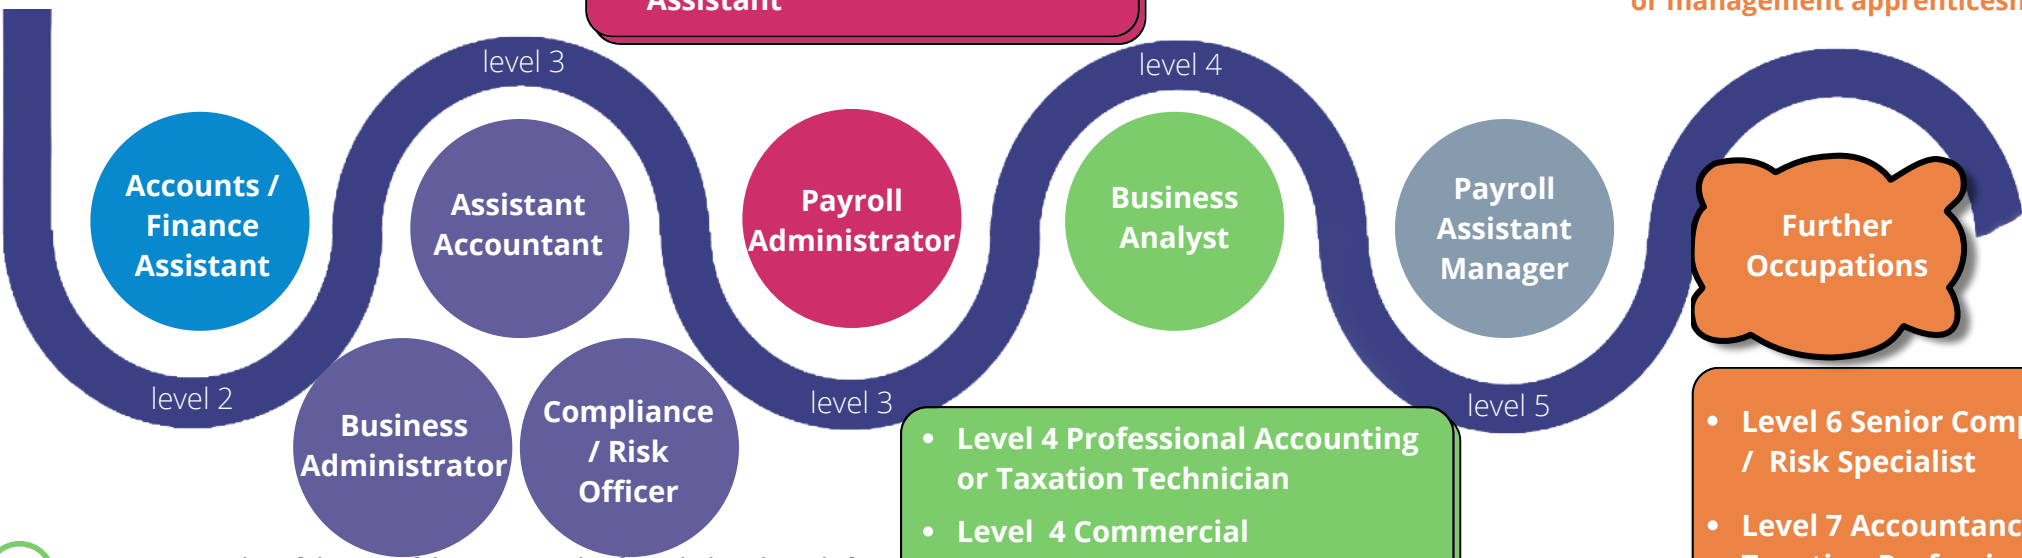 Assistant
or management
level 3
level 4
Accounts /
Finance
Assistant
Assistant
Accountant
Payroll
Administrator
Business
Analyst
Payroll
Assistant
Manager
Further
Occupations
level 2
level 3
level 5
Business
Administrator
Compliance
/ Risk
Officer
• Level 4 Professional Accounting
or Taxation Technician
• Level 4 Commercial
• Level 6 Senior
/ Risk Specialist
• Level 7